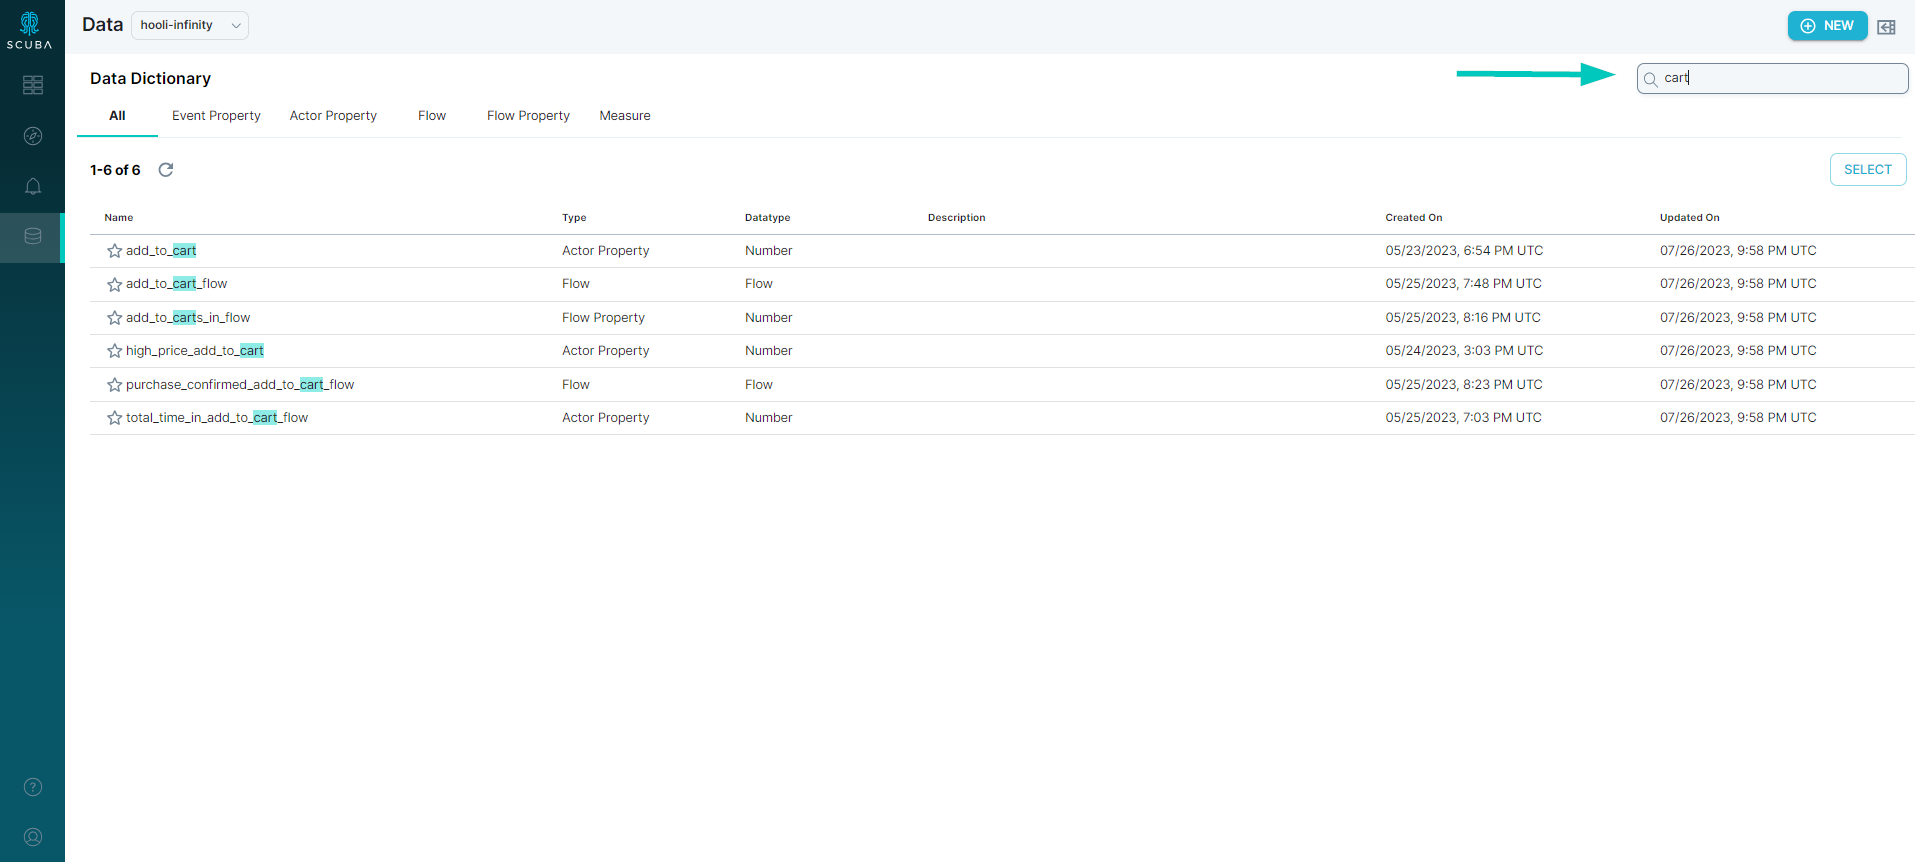 SCUBA
Data hooli-infinity NEW
Data Dictionary cart
All Event Property Actor Property Flow Flow Property Measure
1-6 of 6 SELECT
Name Type Datatype Description Created On Updated On
add_to_cart Actor Property Number 05/23/2023, 6:54 PM UTC 07/26/2023, 9:58 PM UTC
add_to_cart_flow Flow Flow 05/25/2023, 7:48 PM UTC 07/26/2023, 9:58 PM UTC
add_to_carts_in_flow Flow Property Number 05/25/2023, 8:16 PM UTC 07/26/2023, 9:58 PM UTC
high_price_add_to_cart Actor Property Number 05/24/2023, 3:03 PM UTC 07/26/2023, 9:58 PM UTC
purchase_confirmed_add_to_cart_flow Flow Flow 05/25/2023, 8:23 PM UTC 07/26/2023, 9:58 PM UTC
total_time_in_add_to_cart_flow Actor Property Number 05/25/2023, 7:03 PM UTC 07/26/2023, 9:58 PM UTC